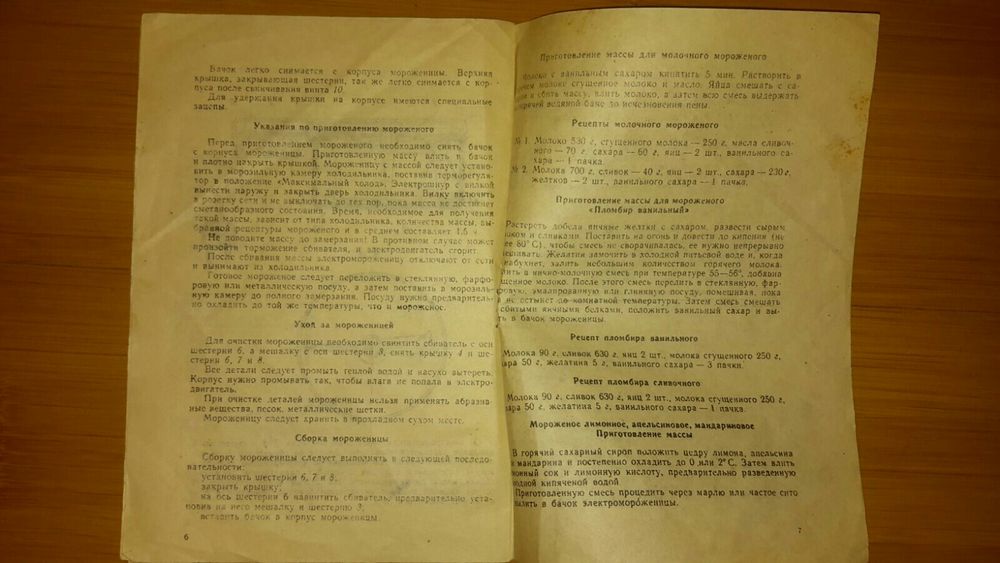 Бачок легко снимается с корпуса мороженицы. Верхняя
крышка, закрывающая шестерни, так же легко снимается с кор-
пуса после свинчивания винта 10.
Для удержания крышки на корпусе имеются специальные
зацепы.
Указания по приготовлению мороженого
Перед приготовлением мороженого необходимо снять бачок
с корпуса мороженицы. Приготовленную массу влить в бачок
и плотно накрыть крышкой. Мороженицу с массой следует устано-
вить в морозильную камеру холодильника, поставив терморегуля-
тор в положение «Максимальный холод». Электрошнур с вилкой
вывести наружу и закрыть дверь холодильника. Вилку включить
в розетку сети и не выключать до тех пор, пока масса не достигнет
сметанообразного состояния. Время, необходимое для получения
такой массы, зависит от типа холодильника, количества массы, вы-
бранной рецептуры мороженого и в среднем составляет 1,5 ч.
Не доводите массу до замерзания! В противном случае может
произойти торможение сбивателя, и электродвигатель сгорит.
После сбивания массы электромороженицу отключают от сети
и вынимают из холодильника.
Готовое мороженое следует переложить в стеклянную, фарфо-
ровую или металлическую посуду, а затем поставить в морозиль-
ную камеру до полного замерзания. Посуду нужно предваритель-
но охладить до той же температуры, что и мороженое.
Уход за мороженицей
Для очистки мороженицы необходимо свинтить сбиватель с оси
шестерни 6, а мешалку с оси шестерни 3, снять крышку 4 и ше-
стерни 6, 7 и 8.
Все детали следует промыть теплой водой и насухо вытереть.
Корпус нужно промывать так, чтобы влага не попала в электро-
двигатель.
При очистке деталей мороженицы нельзя применять абразив-
ные вещества, песок, металлические щетки.
Мороженицу следует хранить в прохладном сухом месте.
Сборка мороженицы
Сборку мороженицы следует выполнять в следующей последо-
вательности:
установить шестерни 6, 7 и 8;
закрыть крышку;
на ось шестерни 6 навинтить сбиватель, предварительно уста-
новив на него мешалку и шестерню 3;
вставить бачок в корпус мороженицы.
6
Приготовление массы для молочного мороженого
Молоко с ванильным сахаром кипятить 5 мин. Растворить в
чем молоке сгущенное молоко и масло. Яйца смешать с са-
и сбить массу, влить молоко, а затем всю смесь выдержать
горячей водяной бане до исчезновения пены.
Рецепты молочного мороженого
№ 1. Молоко 530 г, сгущенного молока — 250 г, масла сливоч-
ного — 70 г, сахара — 60 г, яиц — 2 шт., ванильного са-
хара — 1 пачка.
№ 2. Молока 700 г, сливок — 40 г, яиц — 2 шт., сахара — 230 г,
желтков — 2 шт., ванильного сахара — 1 пачка.
Приготовление массы для мороженого
«Пломбир ванильный»
Растереть добела яичные желтки с сахаром, развести сырым
молоком и сливками. Поставить на огонь и довести до кипения (не
ее 80°С), чтобы смесь не сворачивалась, ее нужно непрерывно
шивать. Желатин замочить в холодной питьевой воде и, когда
набухнет, залить небольшим количеством горячего молока.
лить в яично-молочную смесь при температуре 55—56°, добавив
щенное молоко. После этого смесь перелить в стеклянную, фар-
форовую, эмалированную или глиняную посуду, помешивая, пока
а не остынет до комнатной температуры. Затем смесь смешать
сбитыми яичными белками, положить ванильный сахар и вы-
ть в бачок мороженицы.
Рецепт пломбира ванильного
Молока 90 г, сливок 630 г, яиц 2 шт., молока сгущенного 250 г,
ара 50 г, желатина 5 г, ванильного сахара — 3 пачки.
Рецепт пломбира сливочного
Молока 90 г, сливок 630 г, яиц 2 шт., молока сгущенного 250 г,
ара 50 г, желатина 5 г, ванильного сахара — 1 пачка.
Мороженое лимонное, апельсиновое, мандариновое
Приготовление массы
В горячий сахарный сироп положить цедру лимона, апельсина
и мандарина и постепенно охладить до 0 или 2°С. Затем влить
онный сок и лимонную кислоту, предварительно разведенную
одной кипяченой водой.
Приготовленную смесь процедить через марлю или частое сито
залить в бачок электромороженицы.
7